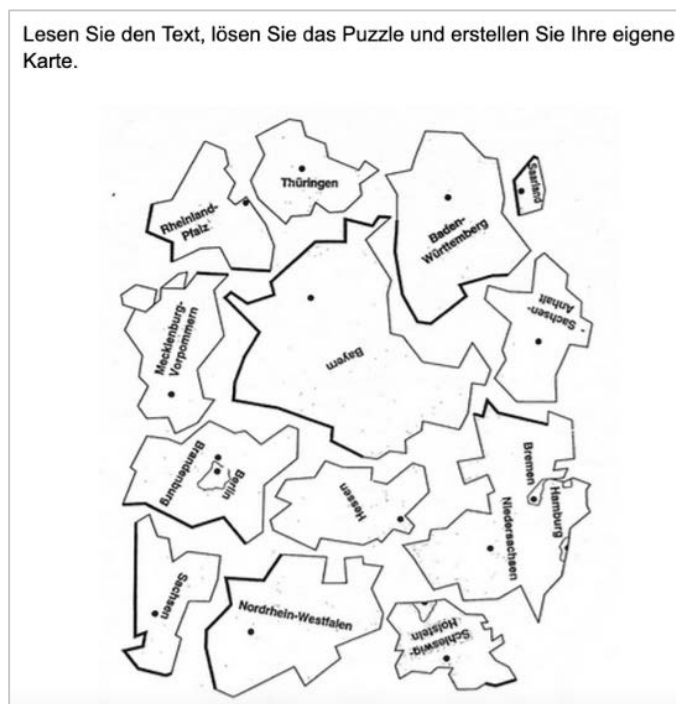 Lesen Sie den Text, lösen Sie das Puzzle und erstellen Sie Ihre eigene
Karte.
Thüringen
Saarland
Rheinland-
Pfalz
Baden-
Württemberg
Sachsen-
Anhalt
Mecklenburg-
Vorpommern
Bayern
Brandenburg
Berlin
Hessen
Bremen
Hamburg
Niedersachsen
Sachsen
Nordrhein-Westfalen
Schleswig-
Holstein